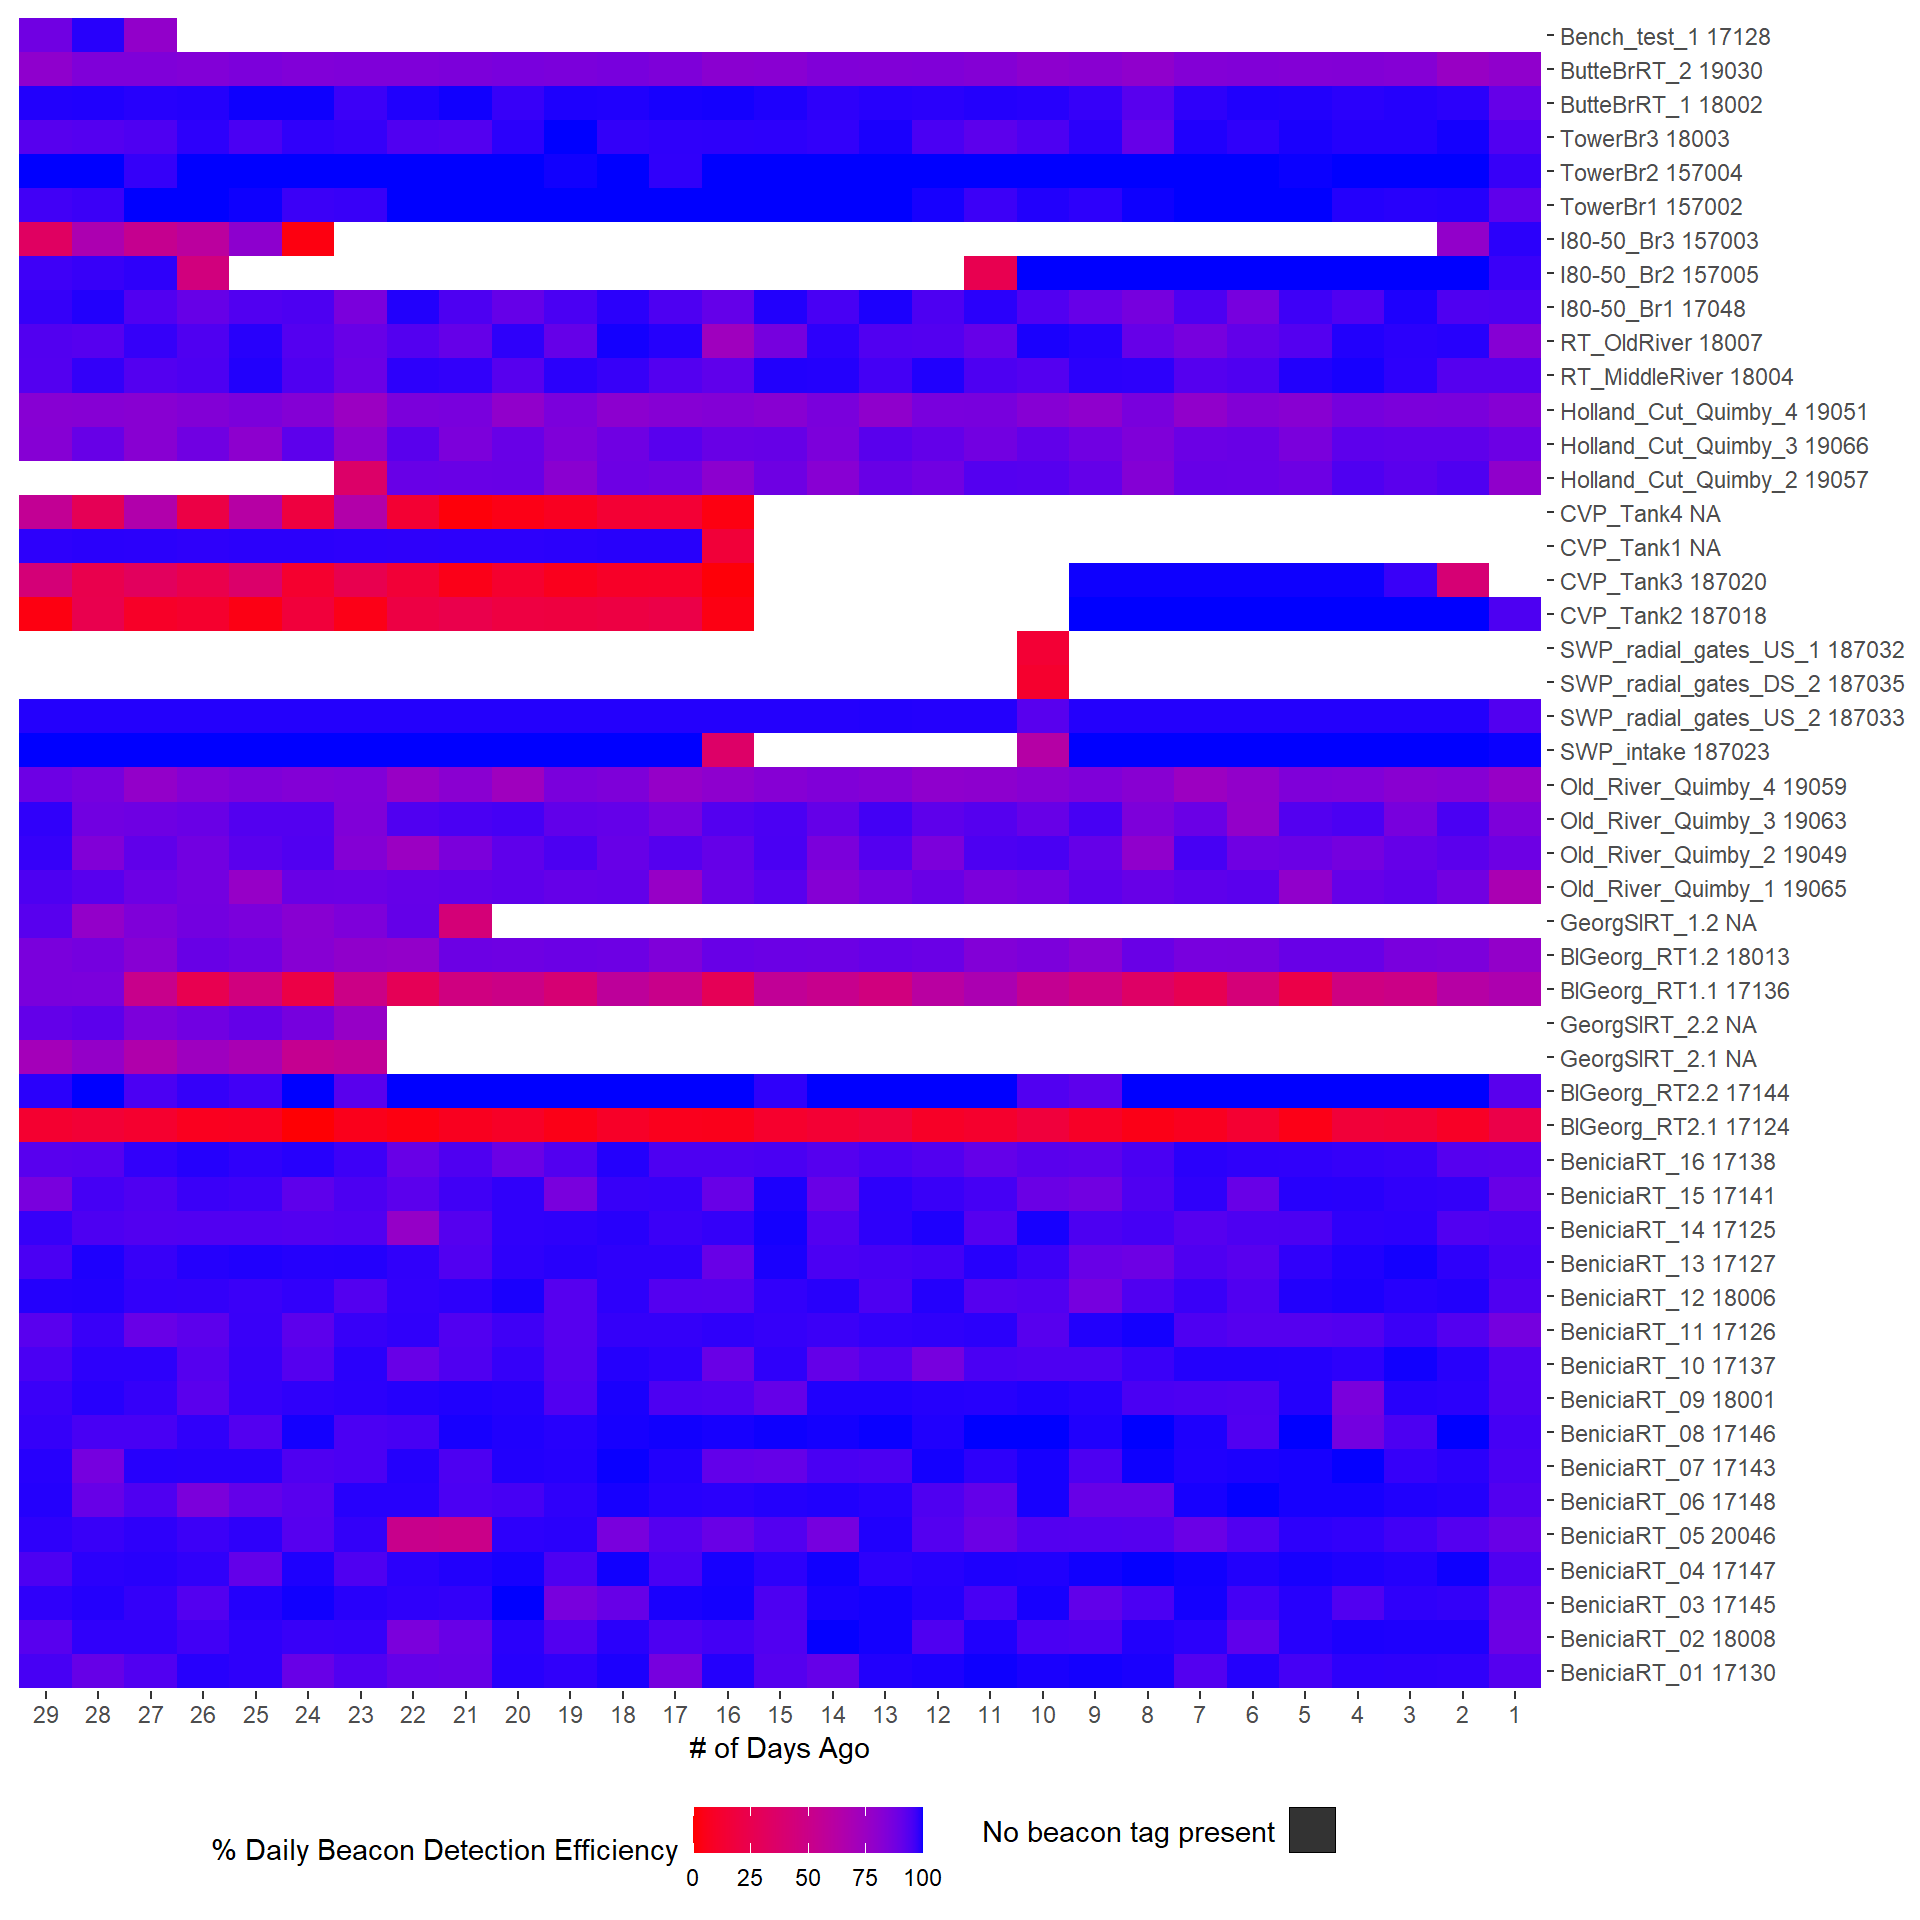 Bench_test_1 17128
ButteBrRT_2 19030
ButteBrRT_1 18002
TowerBr3 18003
TowerBr2 157004
TowerBr1 157002
I80-50_Br3 157003
I80-50_Br2 157005
I80-50_Br1 17048
RT_OldRiver 18007
RT_MiddleRiver 18004
Holland_Cut_Quimby_4 19051
Holland_Cut_Quimby_3 19066
Holland_Cut_Quimby_2 19057
CVP_Tank4 NA
CVP_Tank1 NA
CVP_Tank3 187020
CVP_Tank2 187018
SWP_radial_gates_US_1 187032
SWP_radial_gates_DS_2 187035
SWP_radial_gates_US_2 187033
SWP_intake 187023
Old_River_Quimby_4 19059
Old_River_Quimby_3 19063
Old_River_Quimby_2 19049
Old_River_Quimby_1 19065
GeorgSlRT_1.2 NA
BlGeorg_RT1.2 18013
BlGeorg_RT1.1 17136
GeorgSlRT_2.2 NA
GeorgSlRT_2.1 NA
BlGeorg_RT2.2 17144
BlGeorg_RT2.1 17124
BeniciaRT_16 17138
BeniciaRT_15 17141
BeniciaRT_14 17125
BeniciaRT_13 17127
BeniciaRT_12 18006
BeniciaRT_11 17126
BeniciaRT_10 17137
BeniciaRT_09 18001
BeniciaRT_08 17146
BeniciaRT_07 17143
BeniciaRT_06 17148
BeniciaRT_05 20046
BeniciaRT_04 17147
BeniciaRT_03 17145
BeniciaRT_02 18008
BeniciaRT_01 17130
29 28 27 26 25 24 23 22 21 20 19 18 17 16 15 14 13 12 11 10 9 8 7 6 5 4 3 2 1
# of Days Ago
% Daily Beacon Detection Efficiency
0 25 50 75 100
No beacon tag present